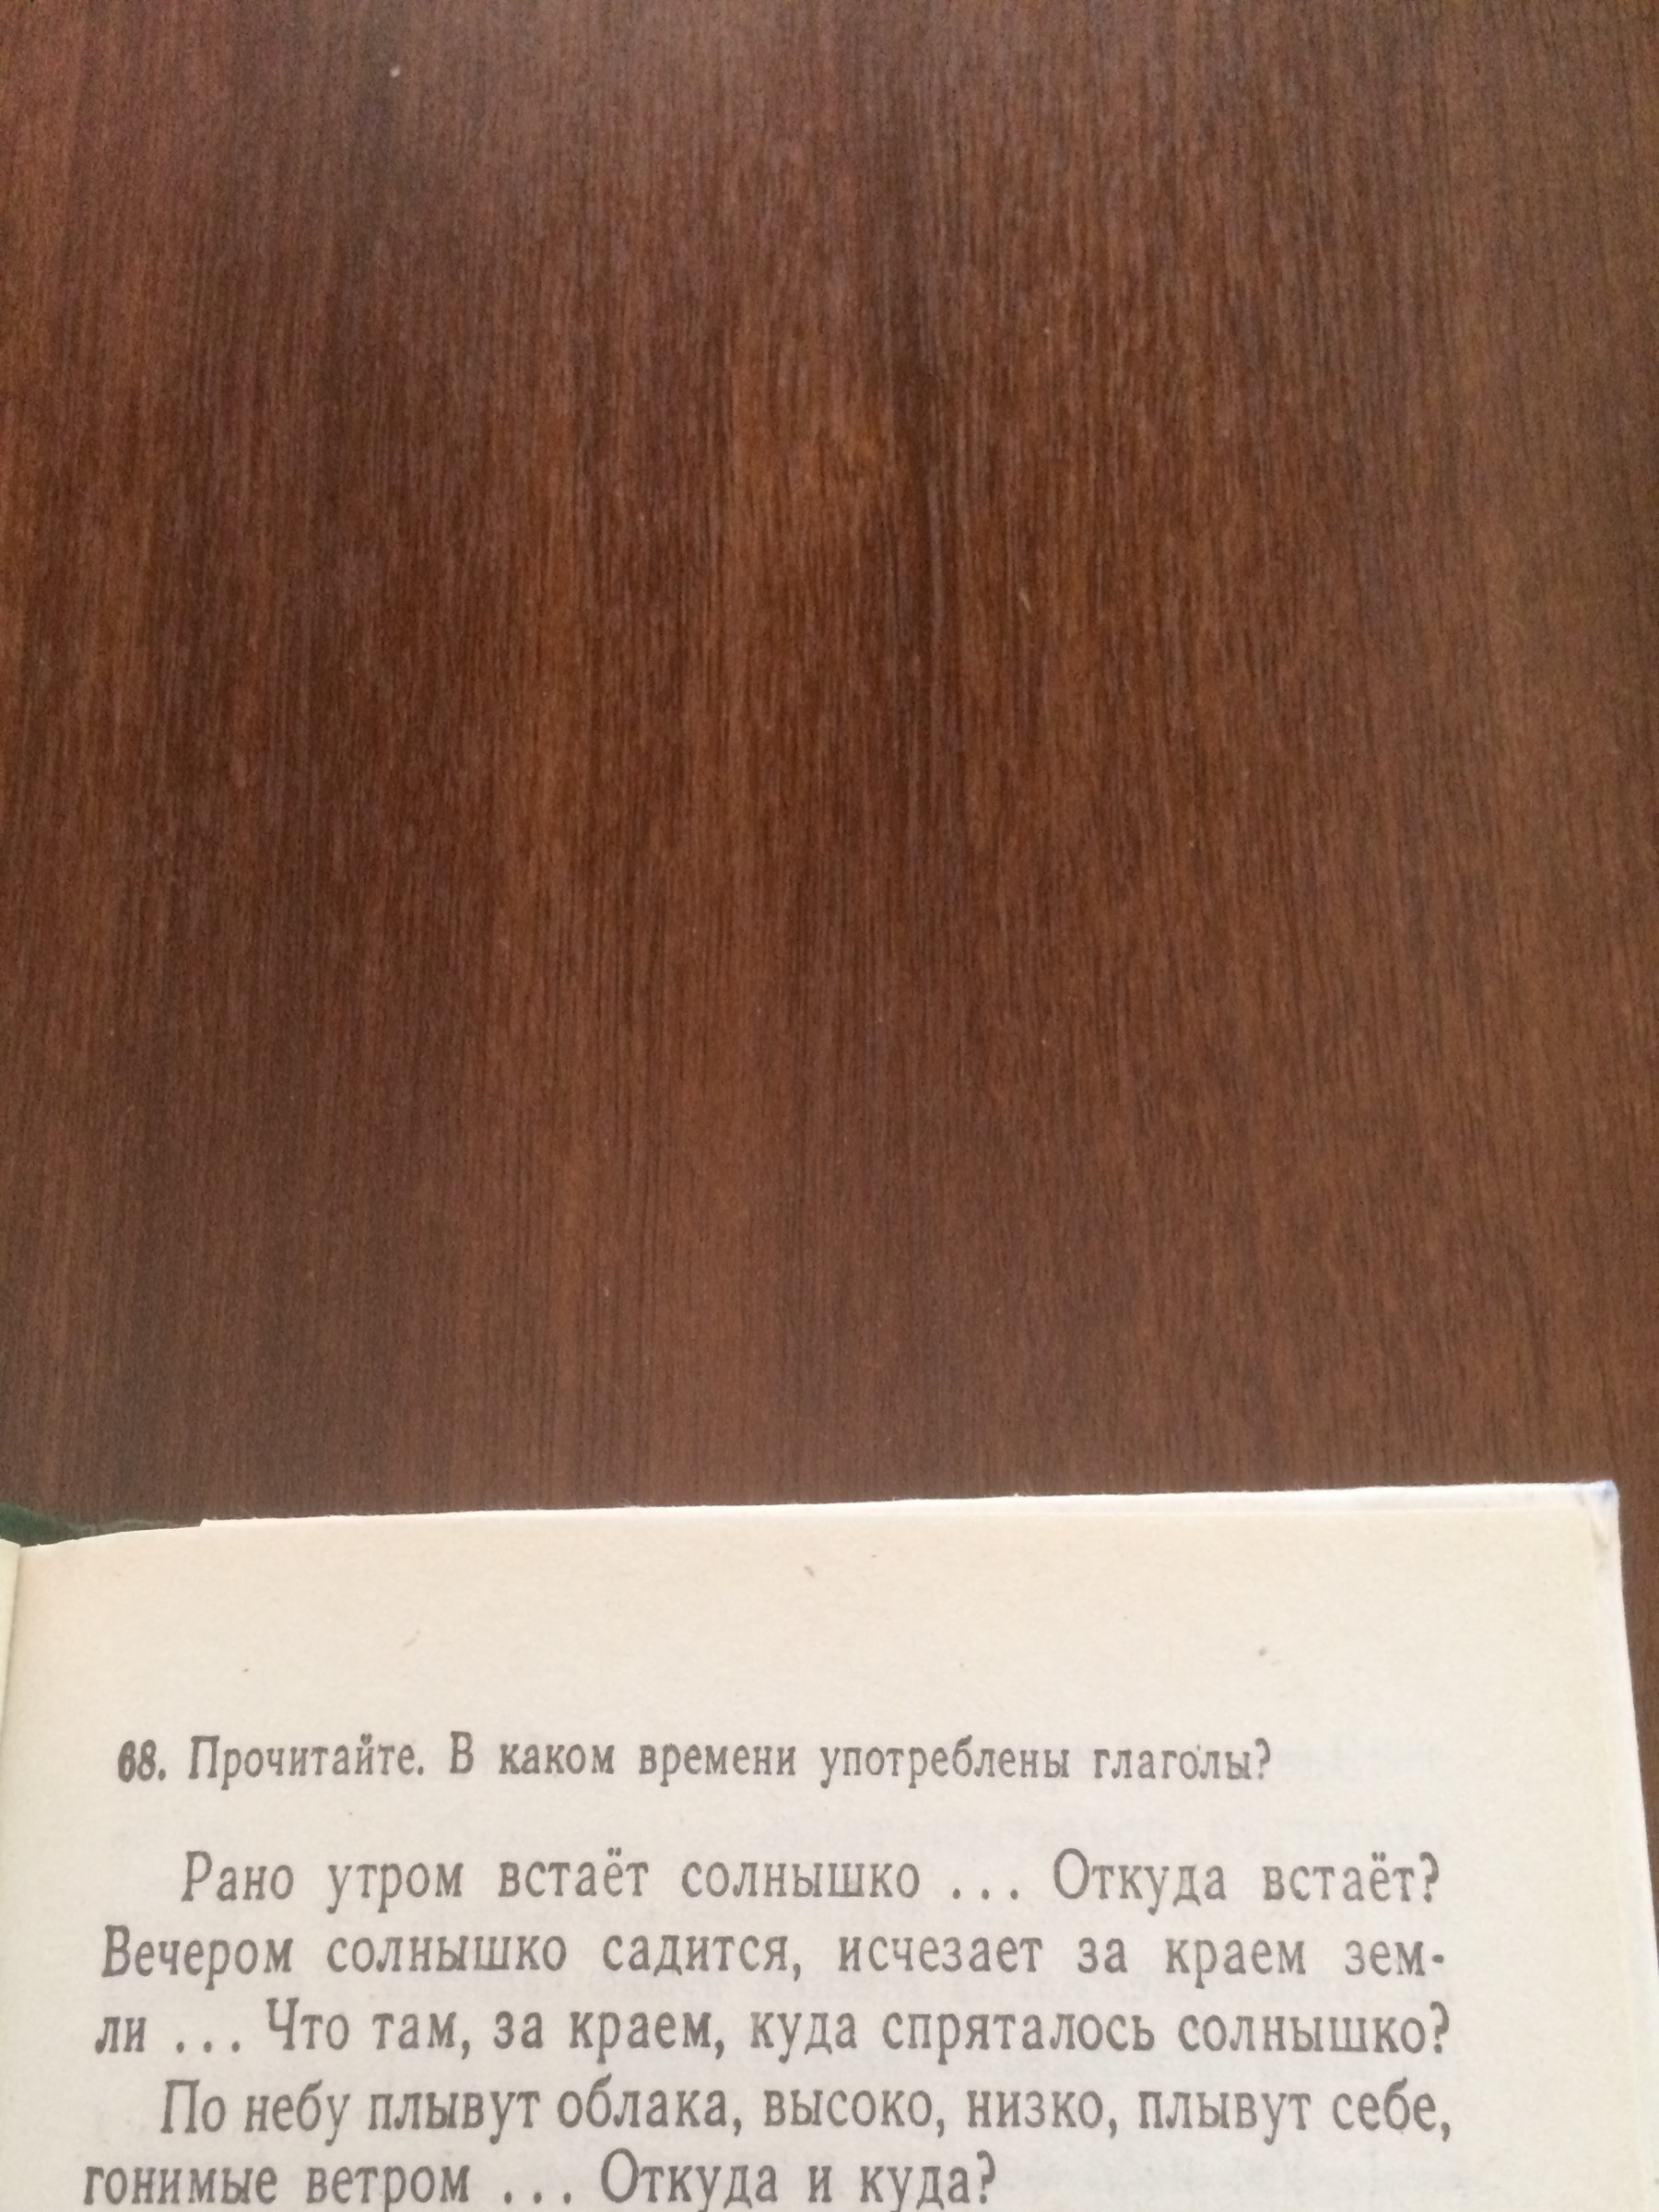 68. Прочитайте. В каком времени употреблены глаголы?
Рано утром встаёт солнышко ... Откуда встаёт?
Вечером солнышко садится, исчезает за краем зем-
ли ... Что там, за краем, куда спряталось солнышко?
По небу плывут облака, высоко, низко, плывут себе,
гонимые ветром ... Откуда и куда?